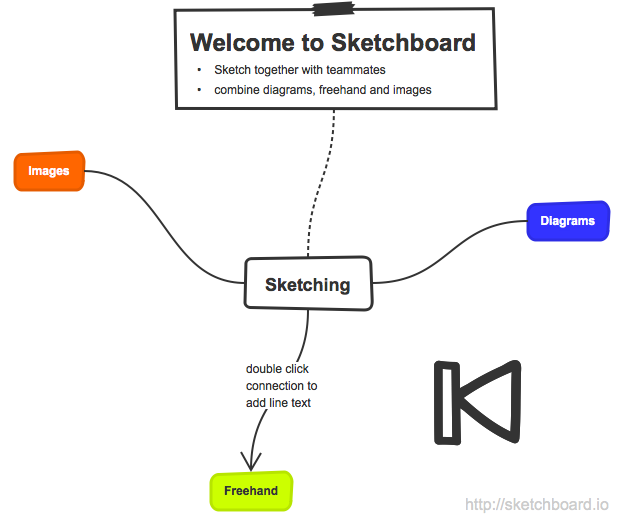 Welcome to Sketchboard
• Sketch together with teammates
• combine diagrams, freehand and images
Images
Diagrams
Sketching
double click
connection to
add line text
Freehand
http://sketchboard.io